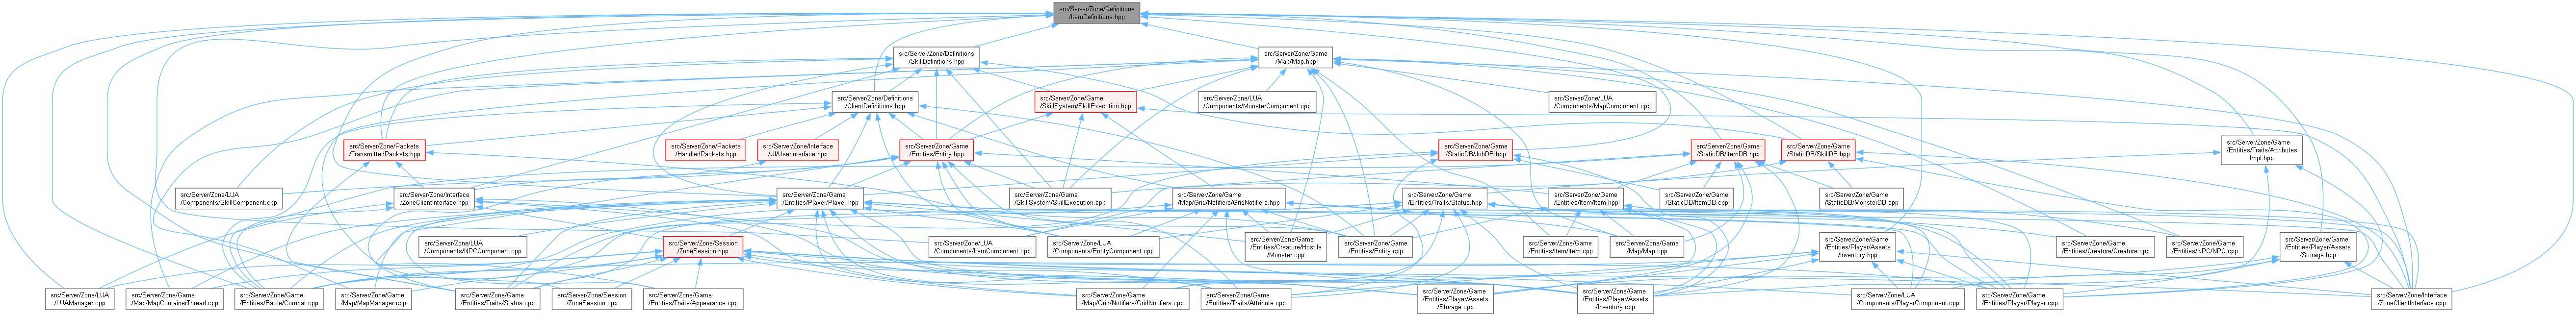 src/Server/Zone/Definitions
/ItemDefinitions.hpp
src/Server/Zone/Definitions
/SkillDefinitions.hpp
src/Server/Zone/Game
/Map/Map.hpp
src/Server/Zone/Definitions
/ClientDefinitions.hpp
src/Server/Zone/Game
/SkillSystem/SkillExecution.hpp
src/Server/Zone/LUA
/Components/MonsterComponent.cpp
src/Server/Zone/LUA
/Components/MapComponent.cpp
src/Server/Zone/Packets
/TransmittedPackets.hpp
src/Server/Zone/Packets
/HandledPackets.hpp
src/Server/Zone/Interface
/UI/UserInterface.hpp
src/Server/Zone/Game
/Entities/Entity.hpp
src/Server/Zone/Game
/StaticDB/JobDB.hpp
src/Server/Zone/Game
/StaticDB/ItemDB.hpp
src/Server/Zone/Game
/StaticDB/SkillDB.hpp
src/Server/Zone/Game
/Entities/Traits/Attributes
Impl.hpp
src/Server/Zone/LUA
/Components/SkillComponent.cpp
src/Server/Zone/Interface
/ZoneClientInterface.hpp
src/Server/Zone/Game
/Entities/Player/Player.hpp
src/Server/Zone/Game
/SkillSystem/SkillExecution.cpp
src/Server/Zone/Game
/Map/Grid/Notifiers/GridNotifiers.hpp
src/Server/Zone/Game
/Entities/Traits/Status.hpp
src/Server/Zone/Game
/Entities/Item/Item.hpp
src/Server/Zone/Game
/StaticDB/ItemDB.cpp
src/Server/Zone/Game
/StaticDB/MonsterDB.cpp
src/Server/Zone/LUA
/Components/NPCComponent.cpp
src/Server/Zone/Session
/ZoneSession.hpp
src/Server/Zone/LUA
/Components/ItemComponent.cpp
src/Server/Zone/LUA
/Components/EntityComponent.cpp
src/Server/Zone/Game
/Entities/Creature/Hostile
/Monster.cpp
src/Server/Zone/Game
/Entities/Entity.cpp
src/Server/Zone/Game
/Entities/Item/Item.cpp
src/Server/Zone/Game
/Map/Map.cpp
src/Server/Zone/Game
/Entities/Player/Assets
/Inventory.hpp
src/Server/Zone/Game
/Entities/Creature/Creature.cpp
src/Server/Zone/Game
/Entities/NPC/NPC.cpp
src/Server/Zone/Game
/Entities/Player/Assets
/Storage.hpp
src/Server/Zone/LUA
/LUAManager.cpp
src/Server/Zone/Game
/Map/MapContainerThread.cpp
src/Server/Zone/Game
/Entities/Battle/Combat.cpp
src/Server/Zone/Game
/Map/MapManager.cpp
src/Server/Zone/Game
/Entities/Traits/Status.cpp
src/Server/Zone/Session
/ZoneSession.cpp
src/Server/Zone/Game
/Entities/Traits/Appearance.cpp
src/Server/Zone/Game
/Map/Grid/Notifiers/GridNotifiers.cpp
src/Server/Zone/Game
/Entities/Traits/Attribute.cpp
src/Server/Zone/Game
/Entities/Player/Assets
/Storage.cpp
src/Server/Zone/Game
/Entities/Player/Assets
/Inventory.cpp
src/Server/Zone/LUA
/Components/PlayerComponent.cpp
src/Server/Zone/Game
/Entities/Player/Player.cpp
src/Server/Zone/Interface
/ZoneClientInterface.cpp